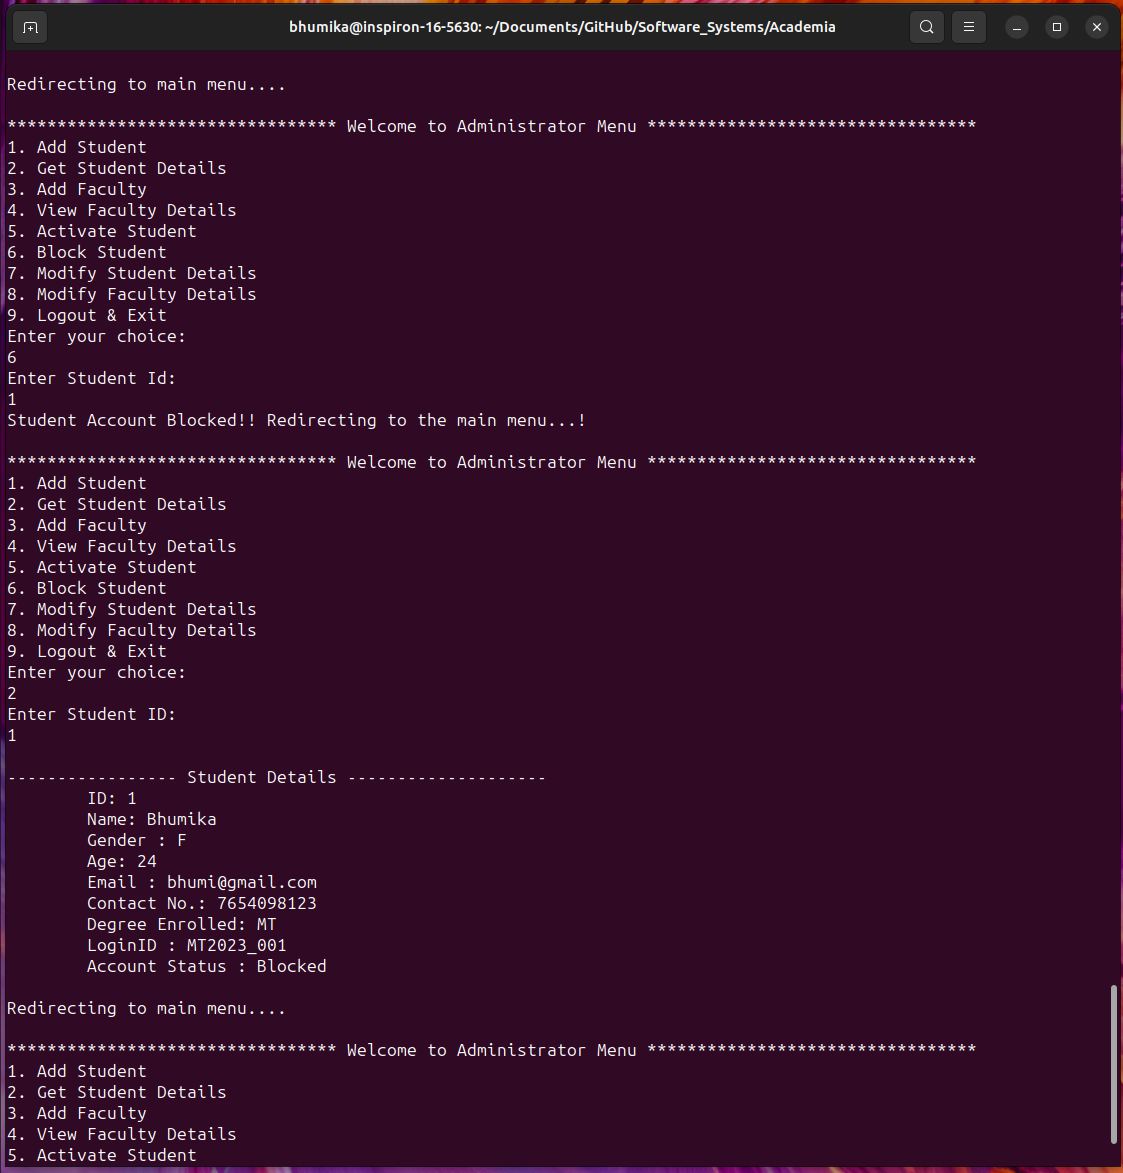 bhumika@inspiron-16-5630: ~/Documents/GitHub/Software_Systems/Academia
Redirecting to main menu....
********************************* Welcome to Administrator Menu *********************************
1. Add Student
2. Get Student Details
3. Add Faculty
4. View Faculty Details
5. Activate Student
6. Block Student
7. Modify Student Details
8. Modify Faculty Details
9. Logout & Exit
Enter your choice:
6
Enter Student Id:
1
Student Account Blocked!! Redirecting to the main menu...!
********************************* Welcome to Administrator Menu *********************************
1. Add Student
2. Get Student Details
3. Add Faculty
4. View Faculty Details
5. Activate Student
6. Block Student
7. Modify Student Details
8. Modify Faculty Details
9. Logout & Exit
Enter your choice:
2
Enter Student ID:
1
----------------- Student Details --------------------
ID: 1
Name: Bhumika
Gender : F
Age: 24
Email : bhumi@gmail.com
Contact No.: 7654098123
Degree Enrolled: MT
LoginID : MT2023_001
Account Status : Blocked
Redirecting to main menu....
********************************* Welcome to Administrator Menu *********************************
1. Add Student
2. Get Student Details
3. Add Faculty
4. View Faculty Details
5. Activate Student